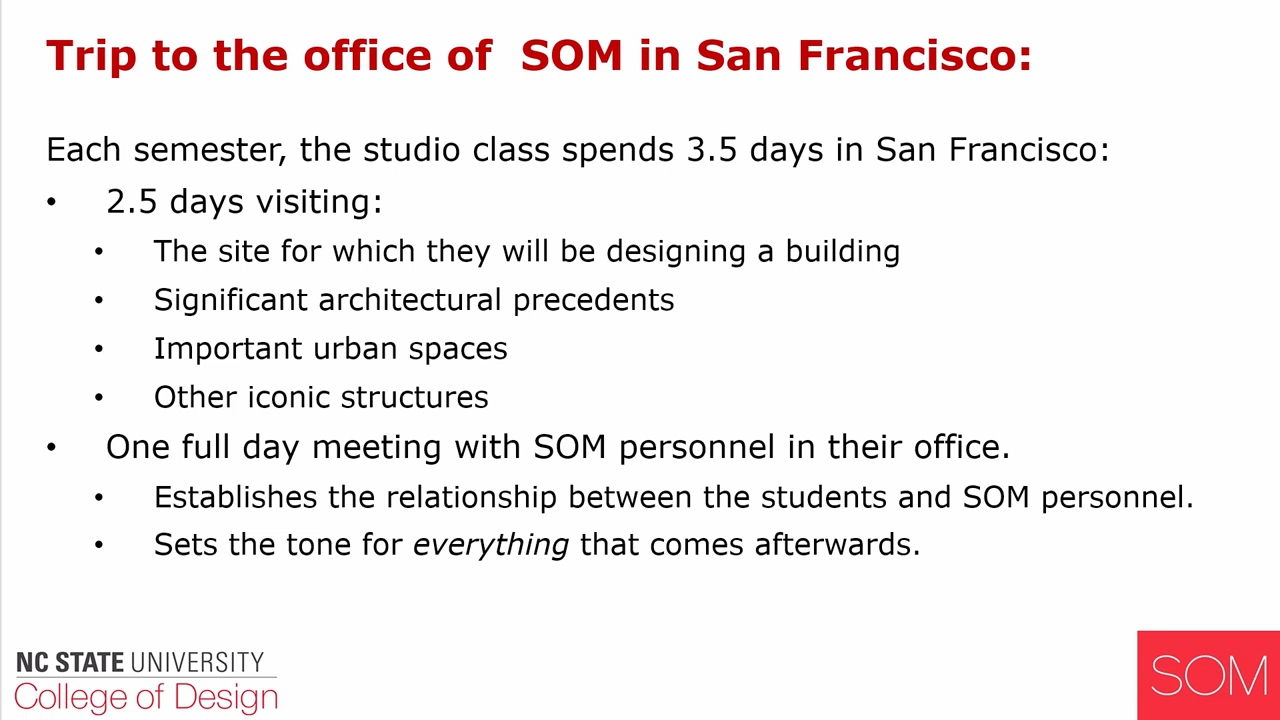 Trip to the office of  SOM in San Francisco:
Each semester, the studio class spends 3.5 days in San Francisco:
• 2.5 days visiting:
• The site for which they will be designing a building
• Significant architectural precedents
• Important urban spaces
• Other iconic structures
• One full day meeting with SOM personnel in their office.
• Establishes the relationship between the students and SOM personnel.
• Sets the tone for everything that comes afterwards.
NC STATE UNIVERSITY
College of Design
SOM